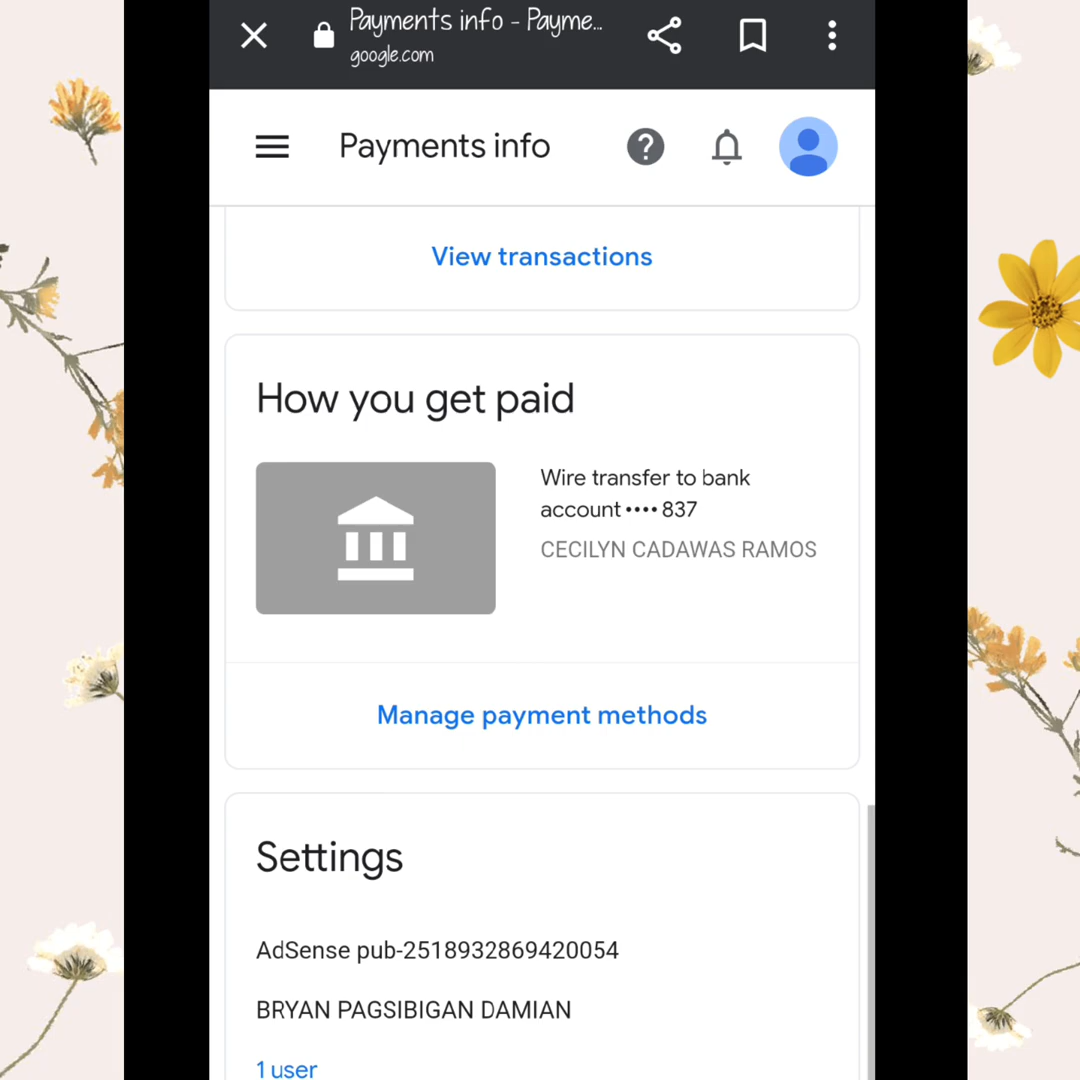 Payments info - Payme...
google.com
Payments info
View transactions
How you get paid
Wire transfer to bank
account •••• 837
CECILYN CADAWAS RAMOS
Manage payment methods
Settings
AdSense pub-2518932869420054
BRYAN PAGSIBIGAN DAMIAN
1 user